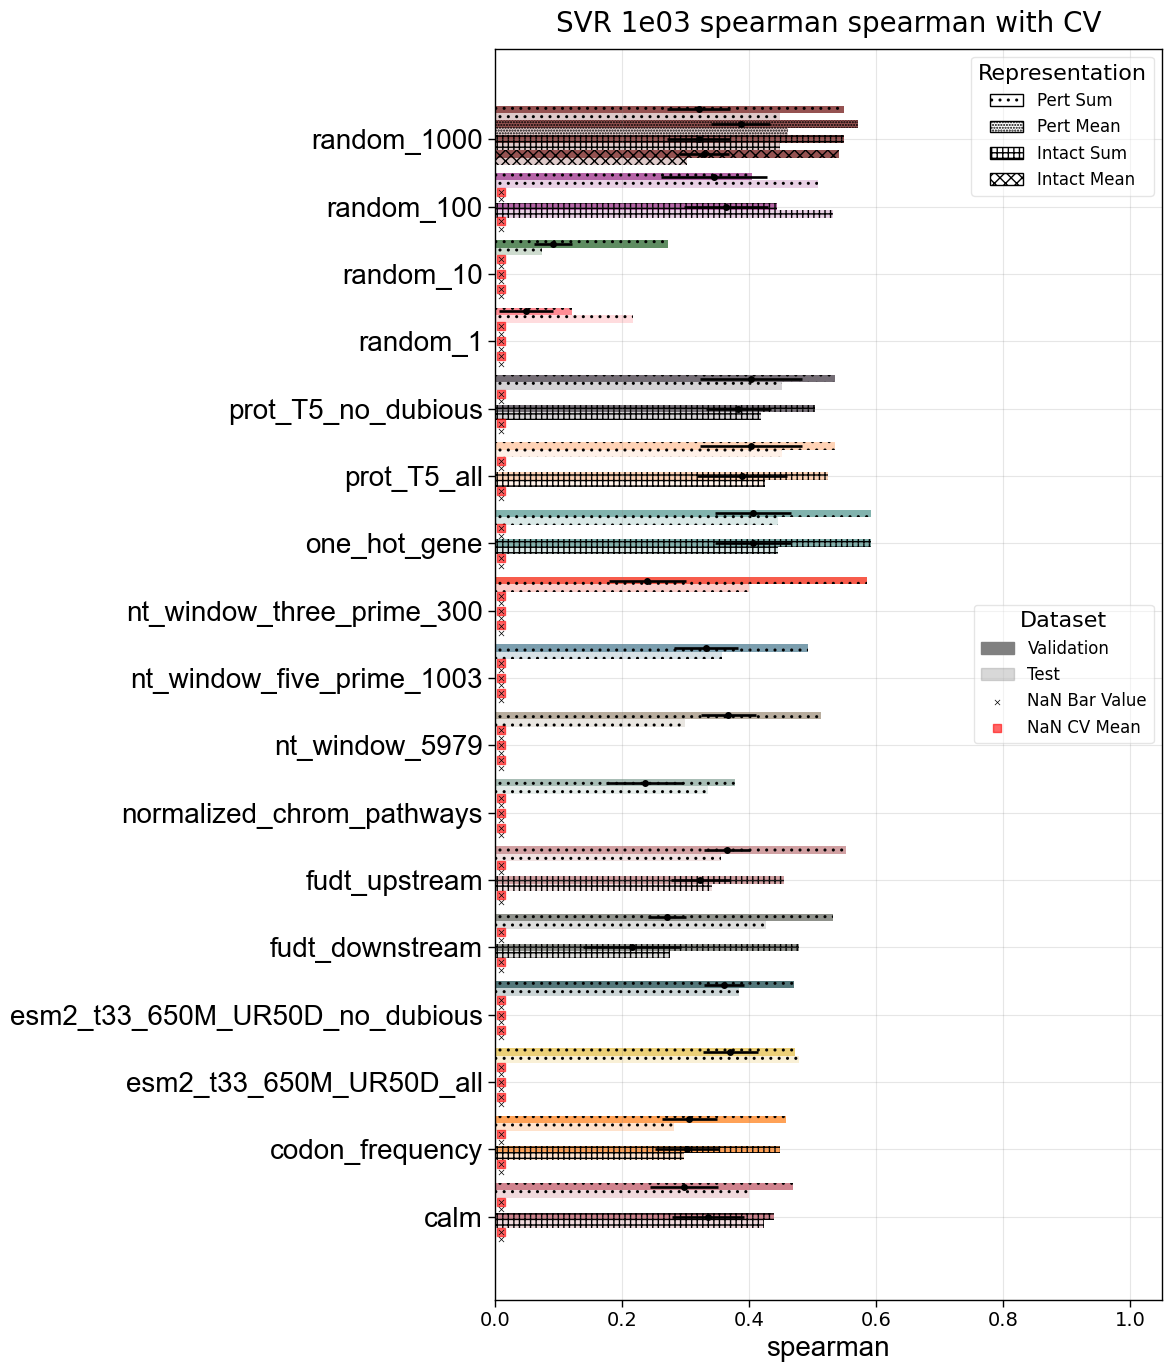 SVR 1e03 spearman spearman with CV
Representation
Pert Sum
Pert Mean
Intact Sum
Intact Mean
random_1000
random_100
random_10
random_1
prot_T5_no_dubious
prot_T5_all
one_hot_gene
nt_window_three_prime_300
Dataset
Validation
Test
NaN Bar Value
NaN CV Mean
nt_window_five_prime_1003
nt_window_5979
normalized_chrom_pathways
fudt_upstream
fudt_downstream
esm2_t33_650M_UR50D_no_dubious
esm2_t33_650M_UR50D_all
codon_frequency
calm
0.0 0.2 0.4 0.6 0.8 1.0
spearman